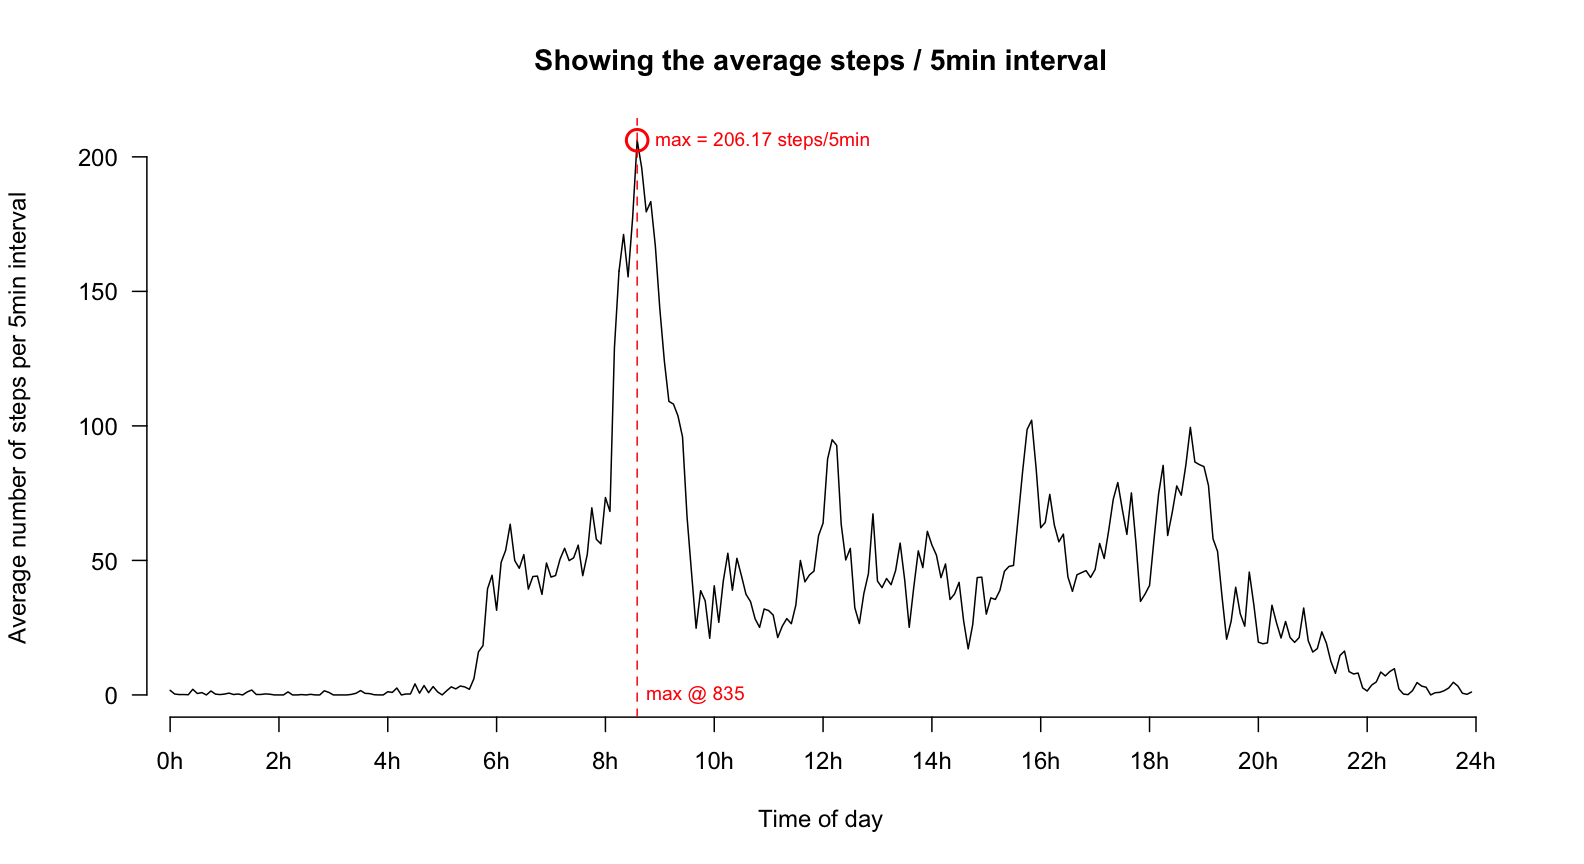 Showing the average steps / 5min interval
max = 206.17 steps/5min
200
150
100
50
0
Average number of steps per 5min interval
max @ 835
0h 2h 4h 6h 8h 10h 12h 14h 16h 18h 20h 22h 24h
Time of day